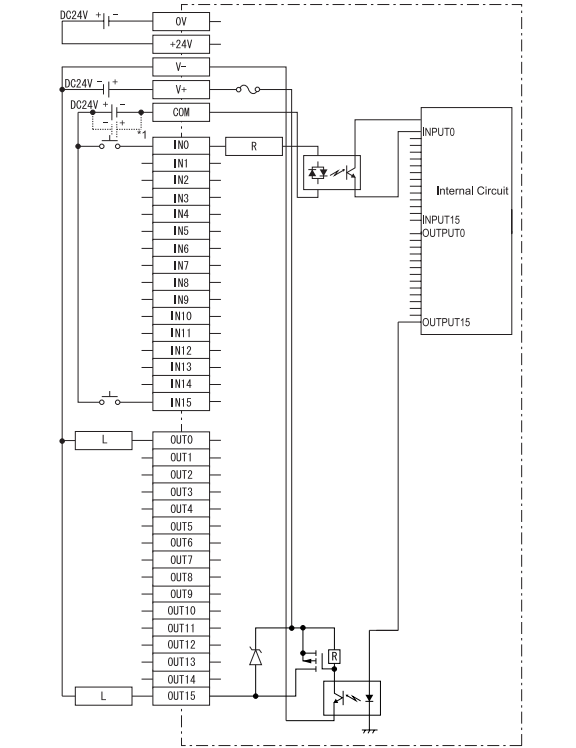 DC24V + -
0V
+24V
V-
DC24V - +
V+
DC24V + -
COM
- +
*1
IN0
R
IN1
IN2
IN3
IN4
IN5
IN6
IN7
IN8
IN9
IN10
IN11
IN12
IN13
IN14
IN15
INPUT0
Internal Circuit
INPUT15
OUTPUT0
OUTPUT15
L
OUT0
OUT1
OUT2
OUT3
OUT4
OUT5
OUT6
OUT7
OUT8
OUT9
OUT10
OUT11
OUT12
OUT13
OUT14
L
OUT15
R